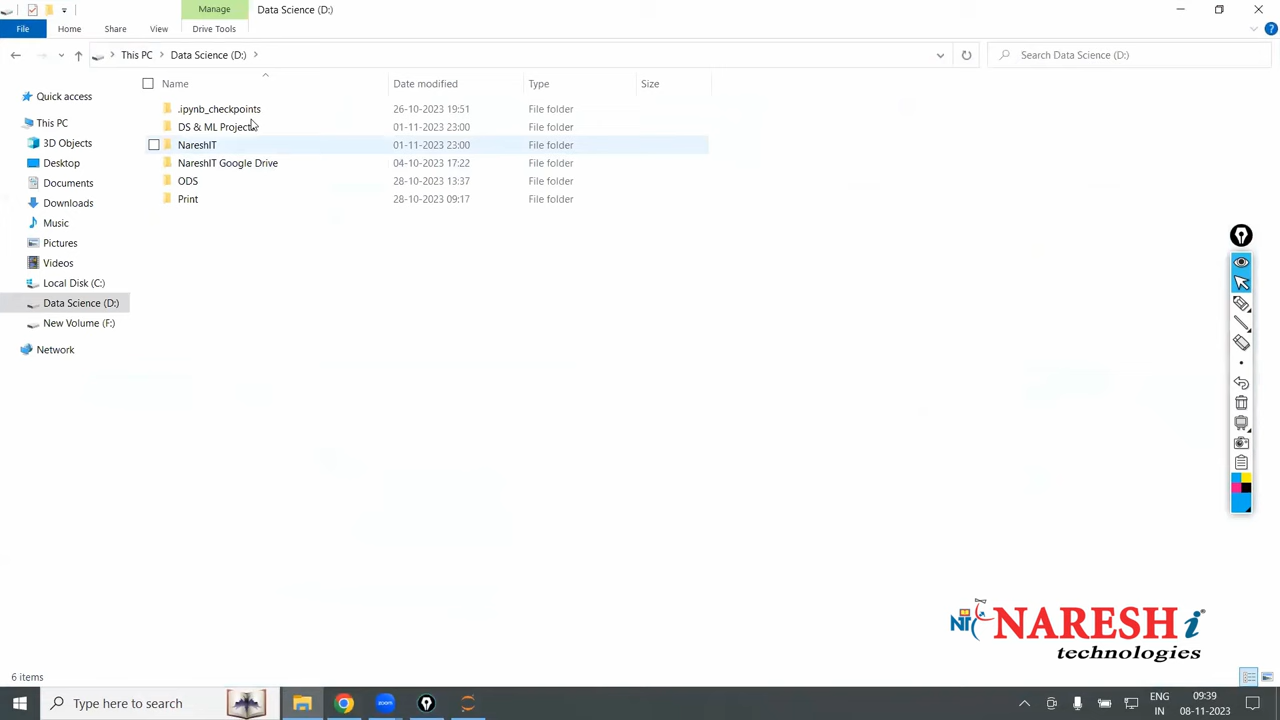 Manage
Data Science (D:)
File
Home
Share
View
Drive Tools
This PC
Data Science (D:)
Search Data Science (D:)
Name
Date modified
Type
Size
Quick access
This PC
3D Objects
Desktop
Documents
Downloads
Music
Pictures
Videos
Local Disk (C:)
Data Science (D:)
New Volume (F:)
Network
.ipynb_checkpoints 26-10-2023 19:51 File folder
DS & ML Projects 01-11-2023 23:00 File folder
NareshIT 01-11-2023 23:00 File folder
NareshIT Google Drive 04-10-2023 17:22 File folder
ODS 28-10-2023 13:37 File folder
Print 28-10-2023 09:17 File folder
NARESH i
technologies
6 items
Type here to search
zoom
ENG
IN
09:39
08-11-2023